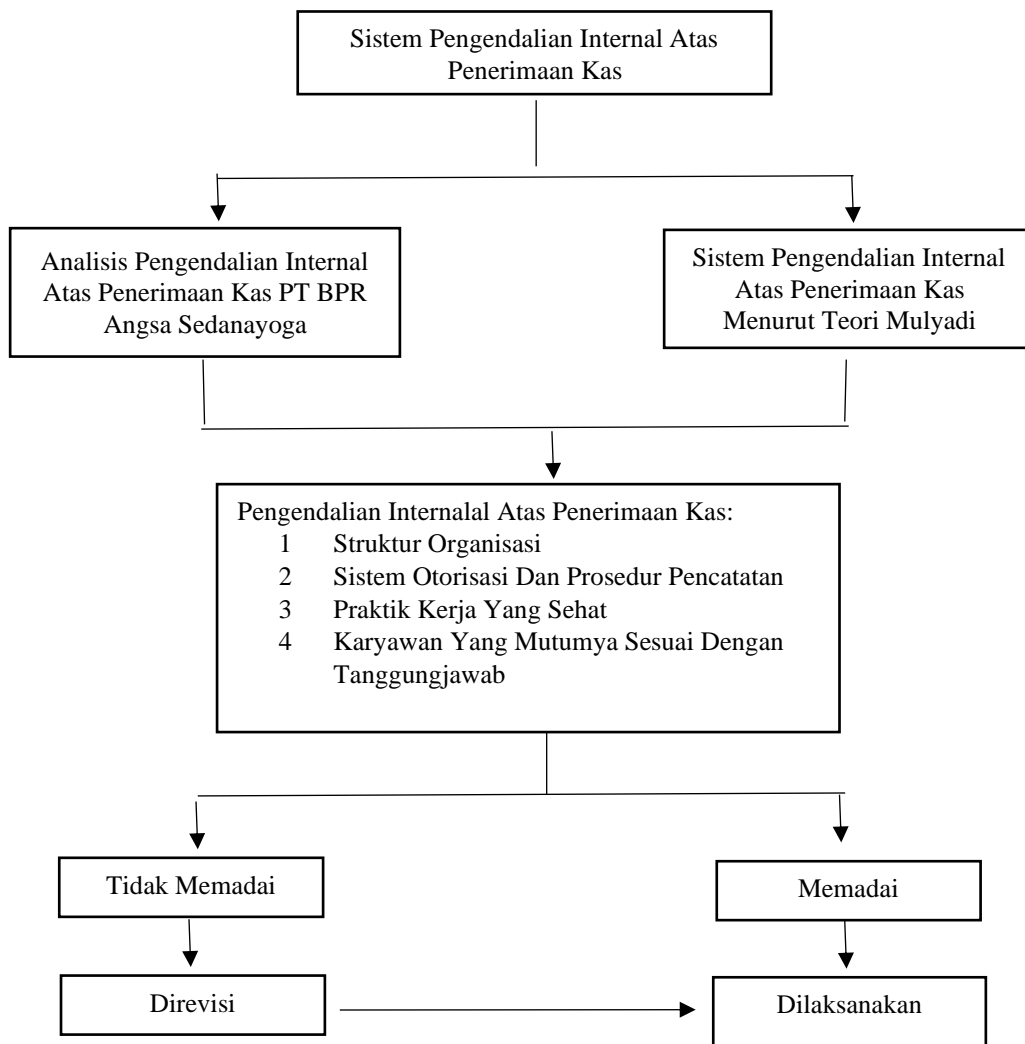 Sistem Pengendalian Internal Atas
Penerimaan Kas
Analisis Pengendalian Internal
Atas Penerimaan Kas PT BPR
Angsa Sedanayoga
Sistem Pengendalian Internal
Atas Penerimaan Kas
Menurut Teori Mulyadi
Pengendalian Internalal Atas Penerimaan Kas:
1 Struktur Organisasi
2 Sistem Otorisasi Dan Prosedur Pencatatan
3 Praktik Kerja Yang Sehat
4 Karyawan Yang Mutumya Sesuai Dengan
Tanggungjawab
Tidak Memadai
Memadai
Direvisi
Dilaksanakan